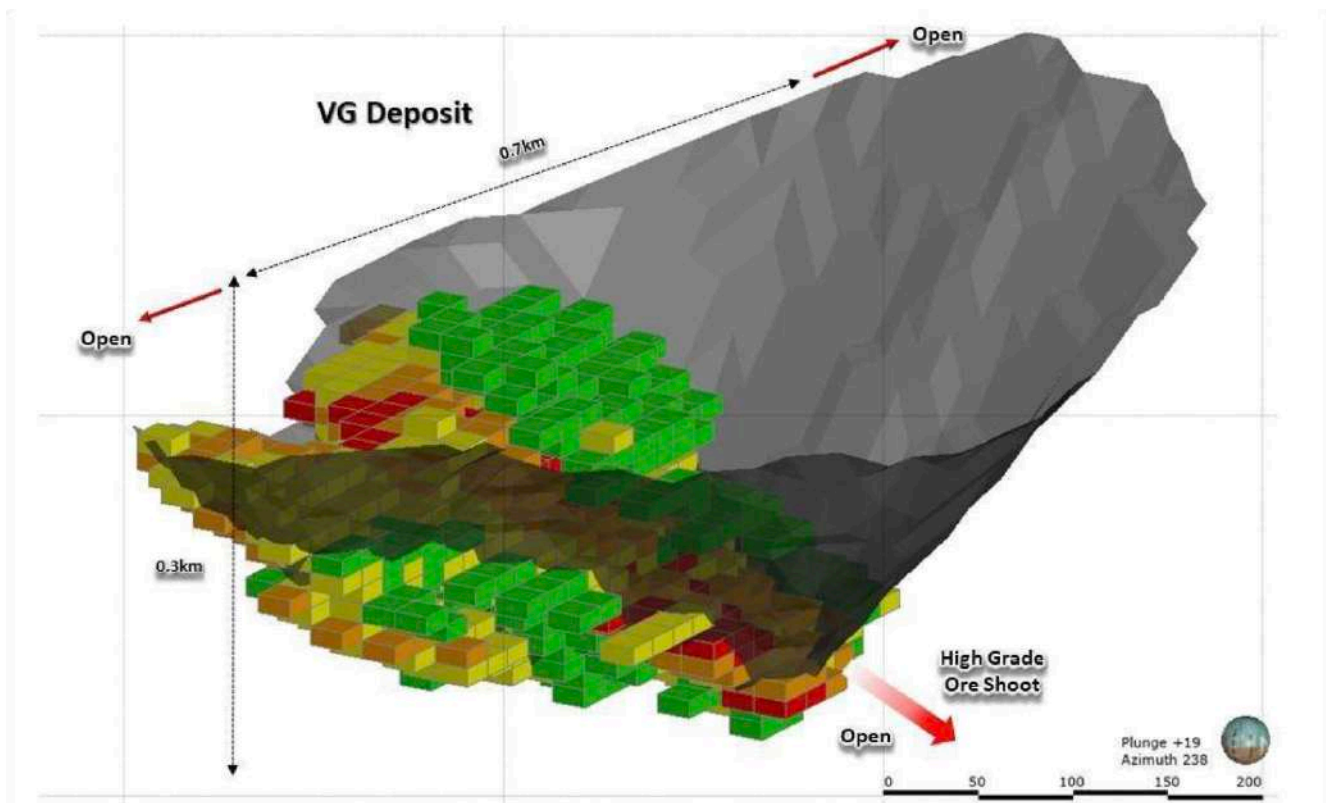 Open
VG Deposit
0.7km
Open
0.3km
High Grade
Ore Shoot
Open
Plunge +19
Azimuth 238
0 50 100 150 200